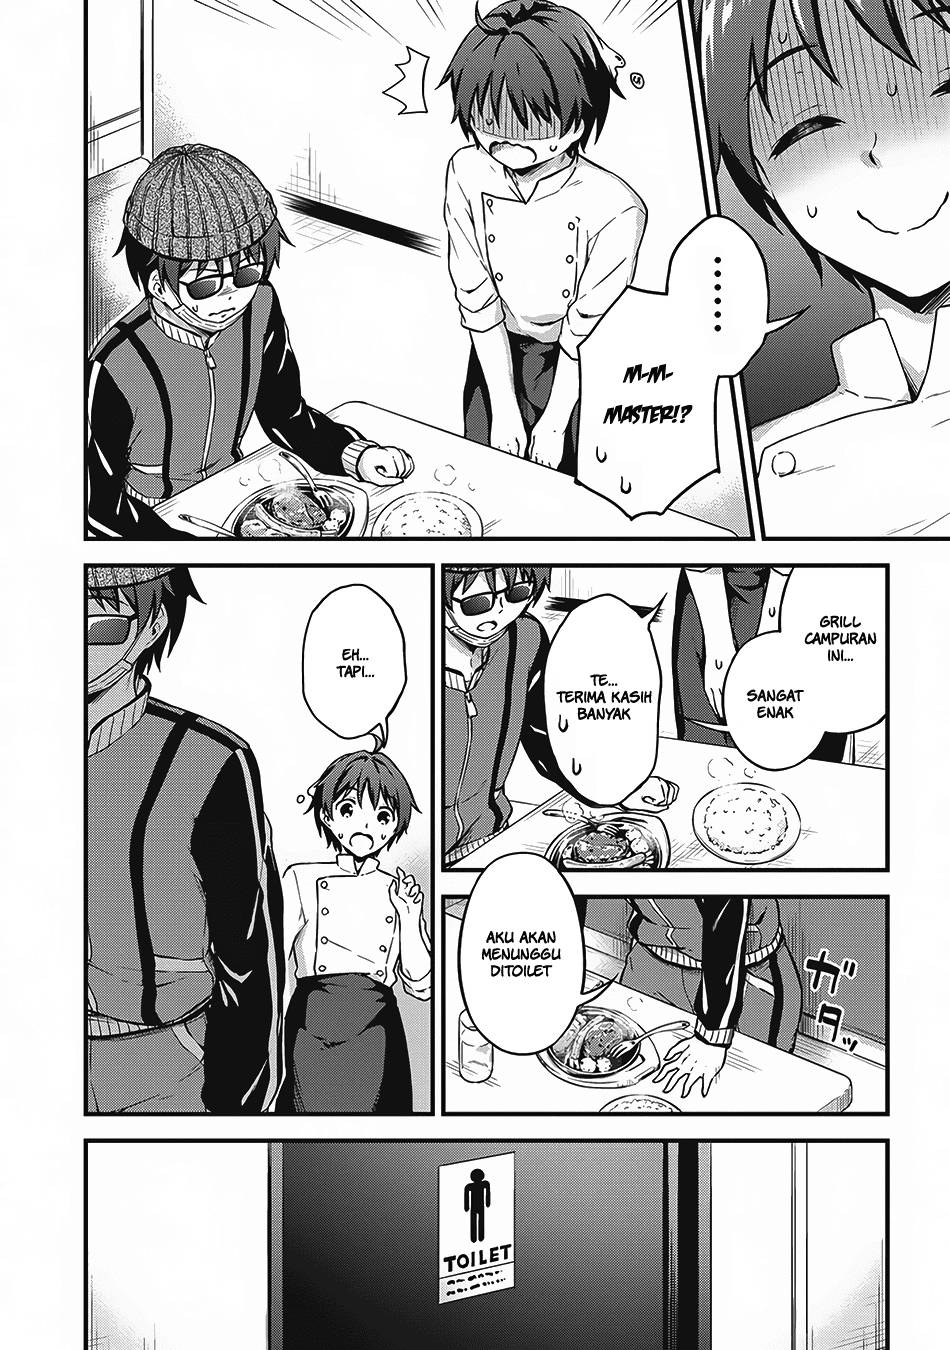 ・・・・・・
M-M-
MASTER!?
GRILL
CAMPURAN
INI...
SANGAT
ENAK
TE...
TERIMA KASIH
BANYAK
EH...
TAPI...
AKU AKAN
MENUNGGU
DITOILET
ガタッ
TOILET